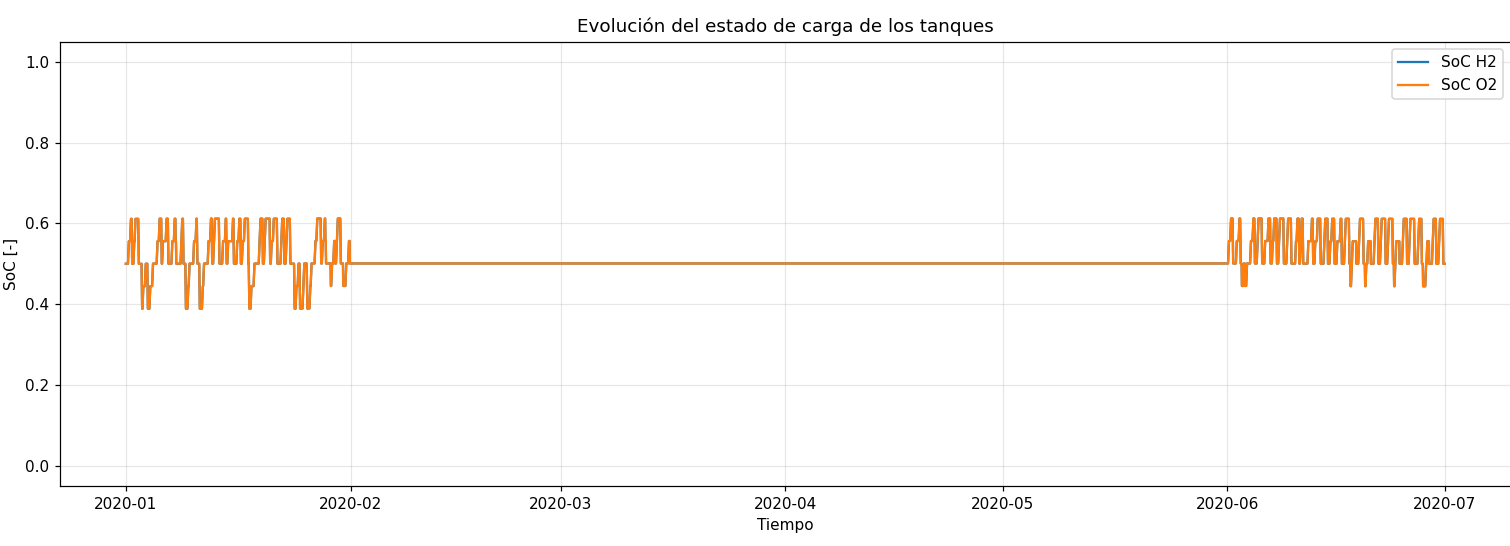 Evolución del estado de carga de los tanques
SoC H2
SoC O2
SoC [-]
1.0
0.8
0.6
0.4
0.2
0.0
2020-01 2020-02 2020-03 2020-04 2020-05 2020-06 2020-07
Tiempo